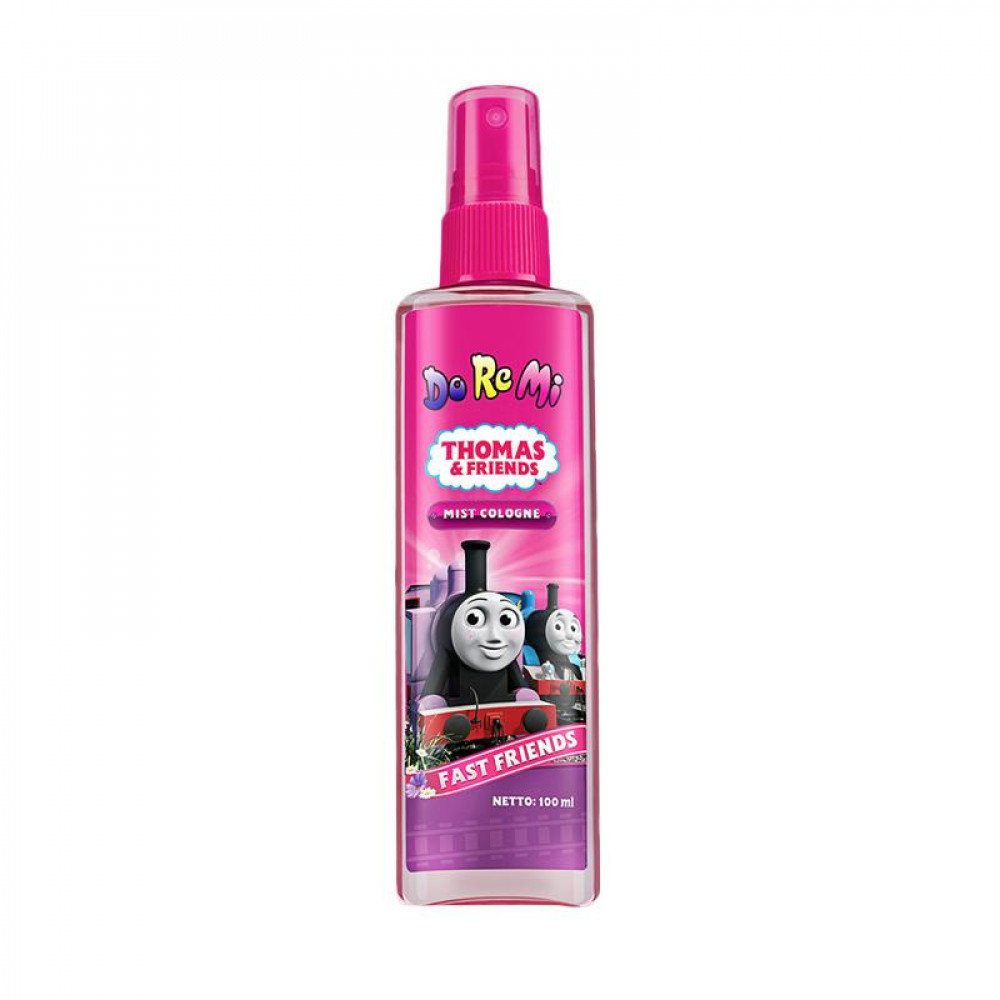 Do Re Mi
THOMAS
& FRIENDS
MIST COLOGNE
FAST FRIENDS
NETTO: 100 ml